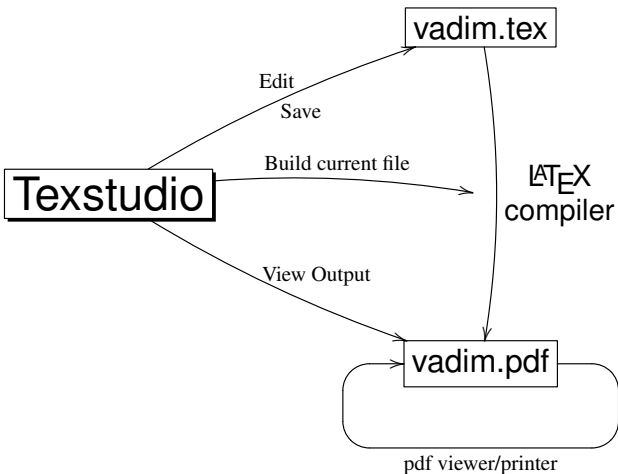 vadim.tex
Edit
Save
Build current file
Texstudio
LATEX
compiler
View Output
vadim.pdf
pdf viewer/printer